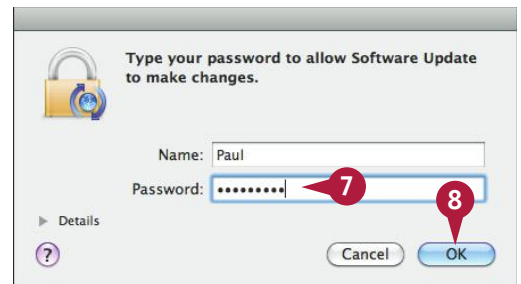 Type your password to allow Software Update
to make changes.
Name: Paul
Password: •••••••••
7
8
Details
?
Cancel
OK